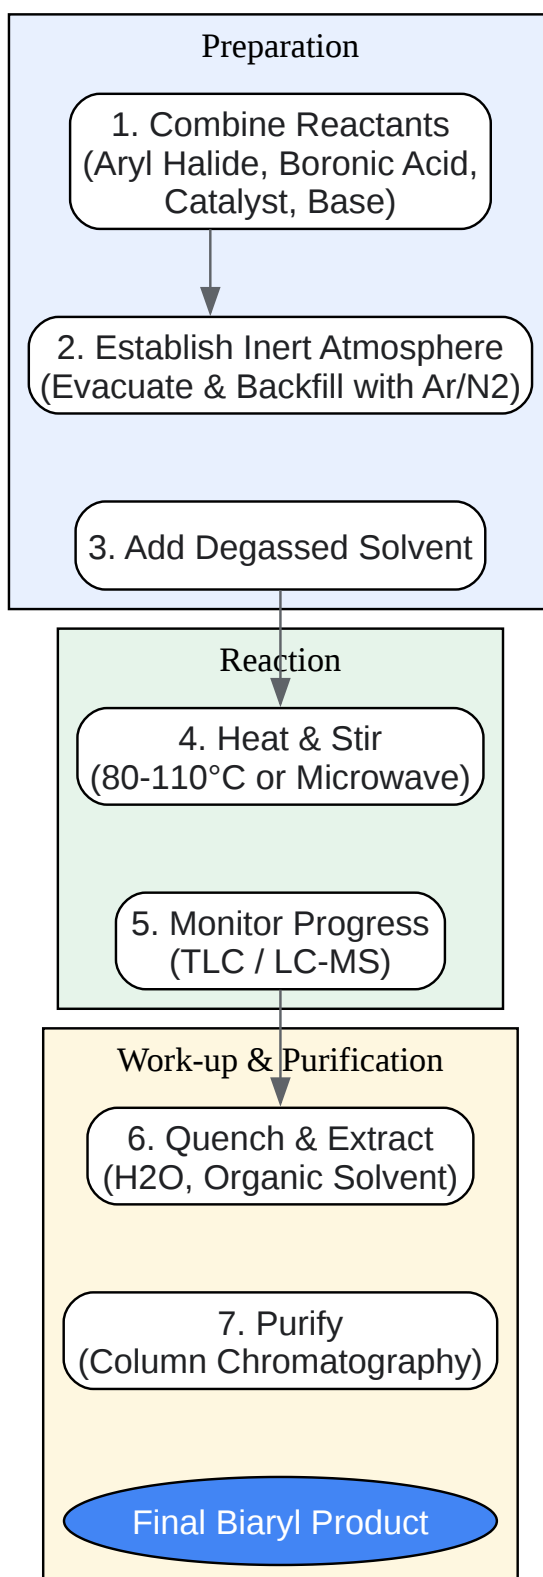 Preparation
1. Combine Reactants
(Aryl Halide, Boronic Acid,
Catalyst, Base)
2. Establish Inert Atmosphere
(Evacuate & Backfill with Ar/N2)
3. Add Degassed Solvent
Reaction
4. Heat & Stir
(80-110°C or Microwave)
5. Monitor Progress
(TLC / LC-MS)
Work-up & Purification
6. Quench & Extract
(H2O, Organic Solvent)
7. Purify
(Column Chromatography)
Final Biaryl Product